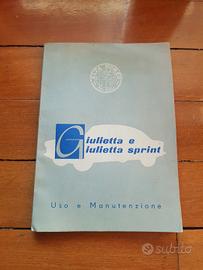 Giulietta e
Giulietta sprint
Uso e Manutenzione
subito